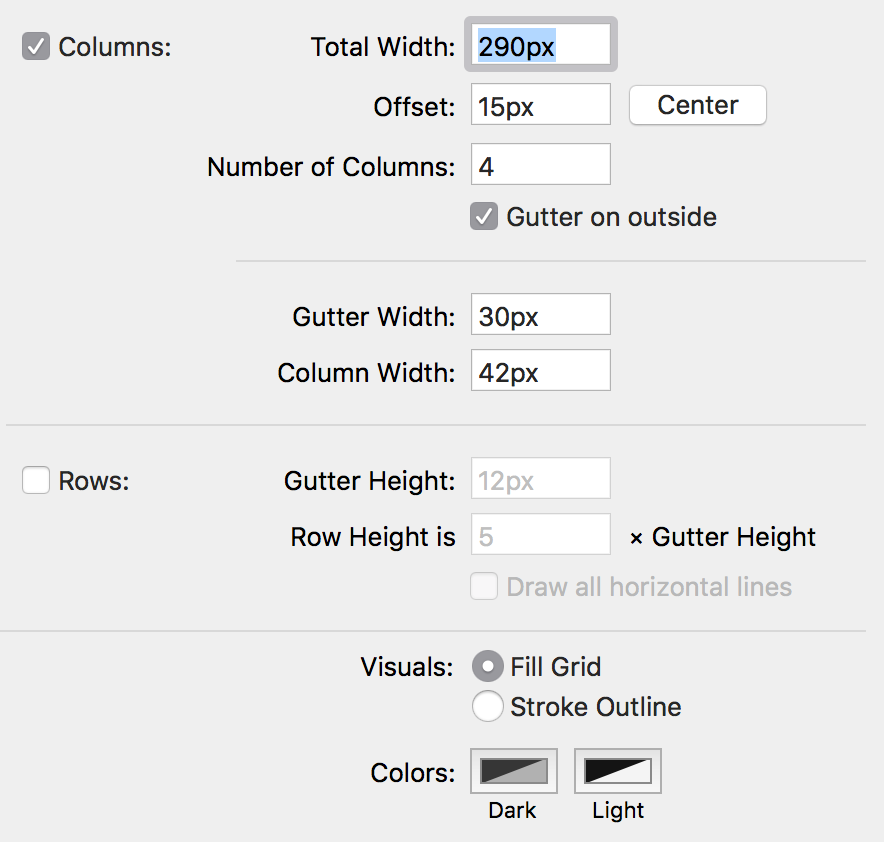 Columns: Total Width: 290px
Offset: 15px Center
Number of Columns: 4
Gutter on outside
Gutter Width: 30px
Column Width: 42px
Rows: Gutter Height: 12px
Row Height is 5 × Gutter Height
Draw all horizontal lines
Visuals: Fill Grid
Stroke Outline
Colors:
Dark Light